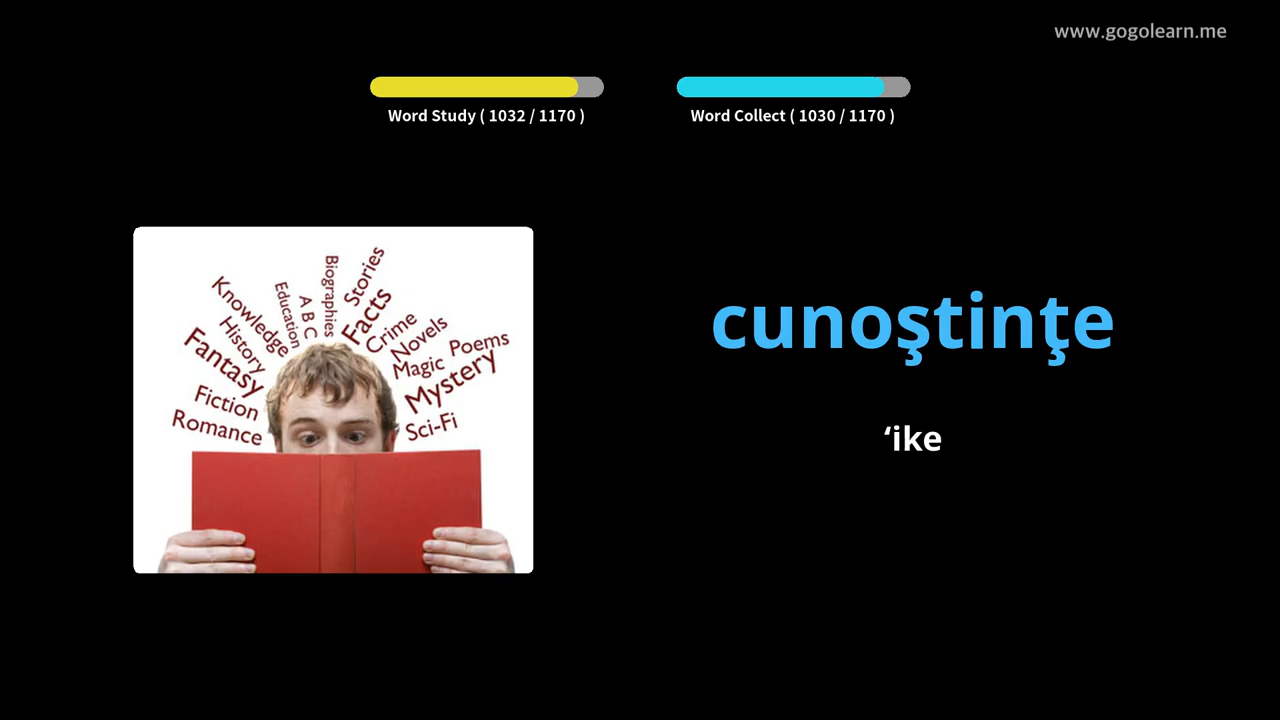 www.gogolearn.me
Word Study ( 1032 / 1170 )
Word Collect ( 1030 / 1170 )
Biographies
Stories
Education
A B C
Facts
Knowledge
Crime
History
Novels
Fantasy
Poems
Magic
Mystery
Fiction
Romance
Sci-Fi
cunoştinţe
‘ike